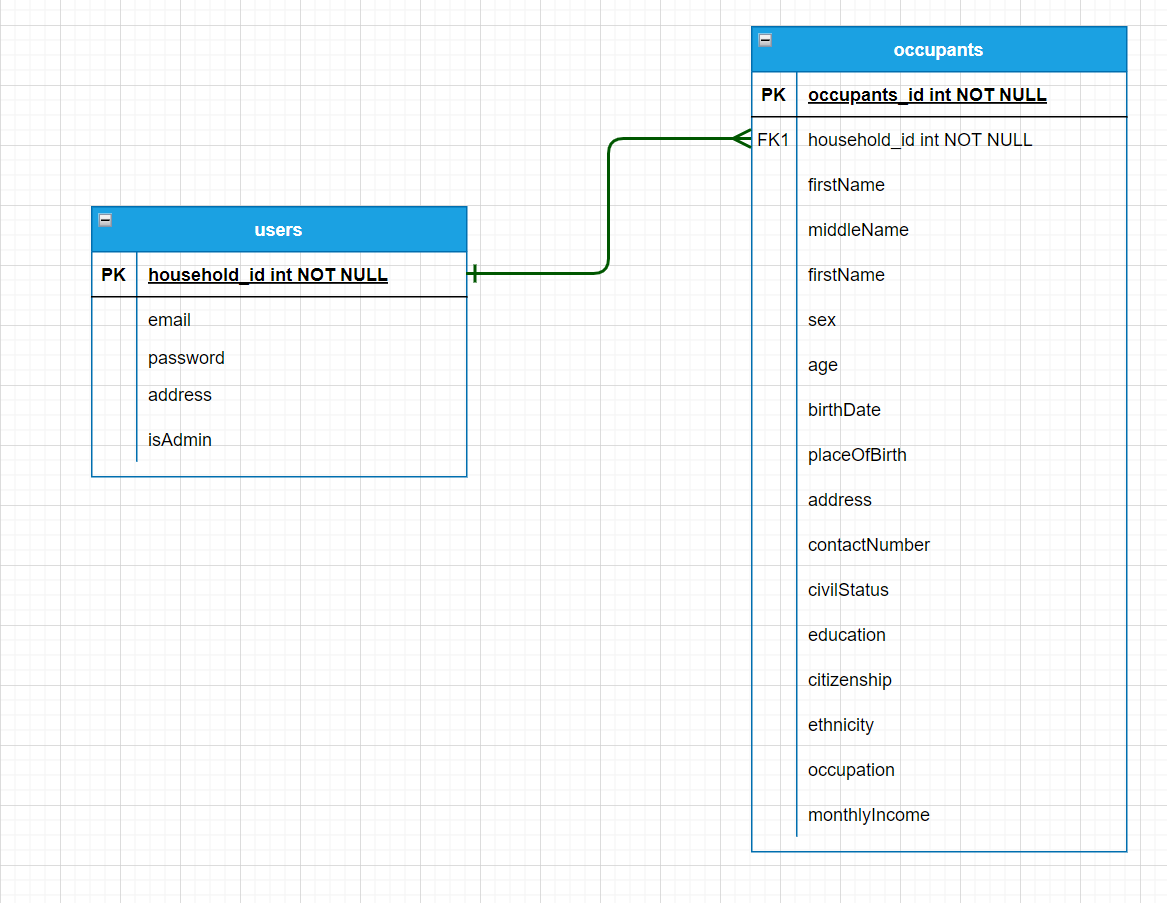 occupants
PK occupants_id int NOT NULL
FK1 household_id int NOT NULL
firstName
middleName
firstName
sex
age
birthDate
placeOfBirth
address
contactNumber
civilStatus
education
citizenship
ethnicity
occupation
monthlyIncome
users
PK household_id int NOT NULL
email
password
address
isAdmin